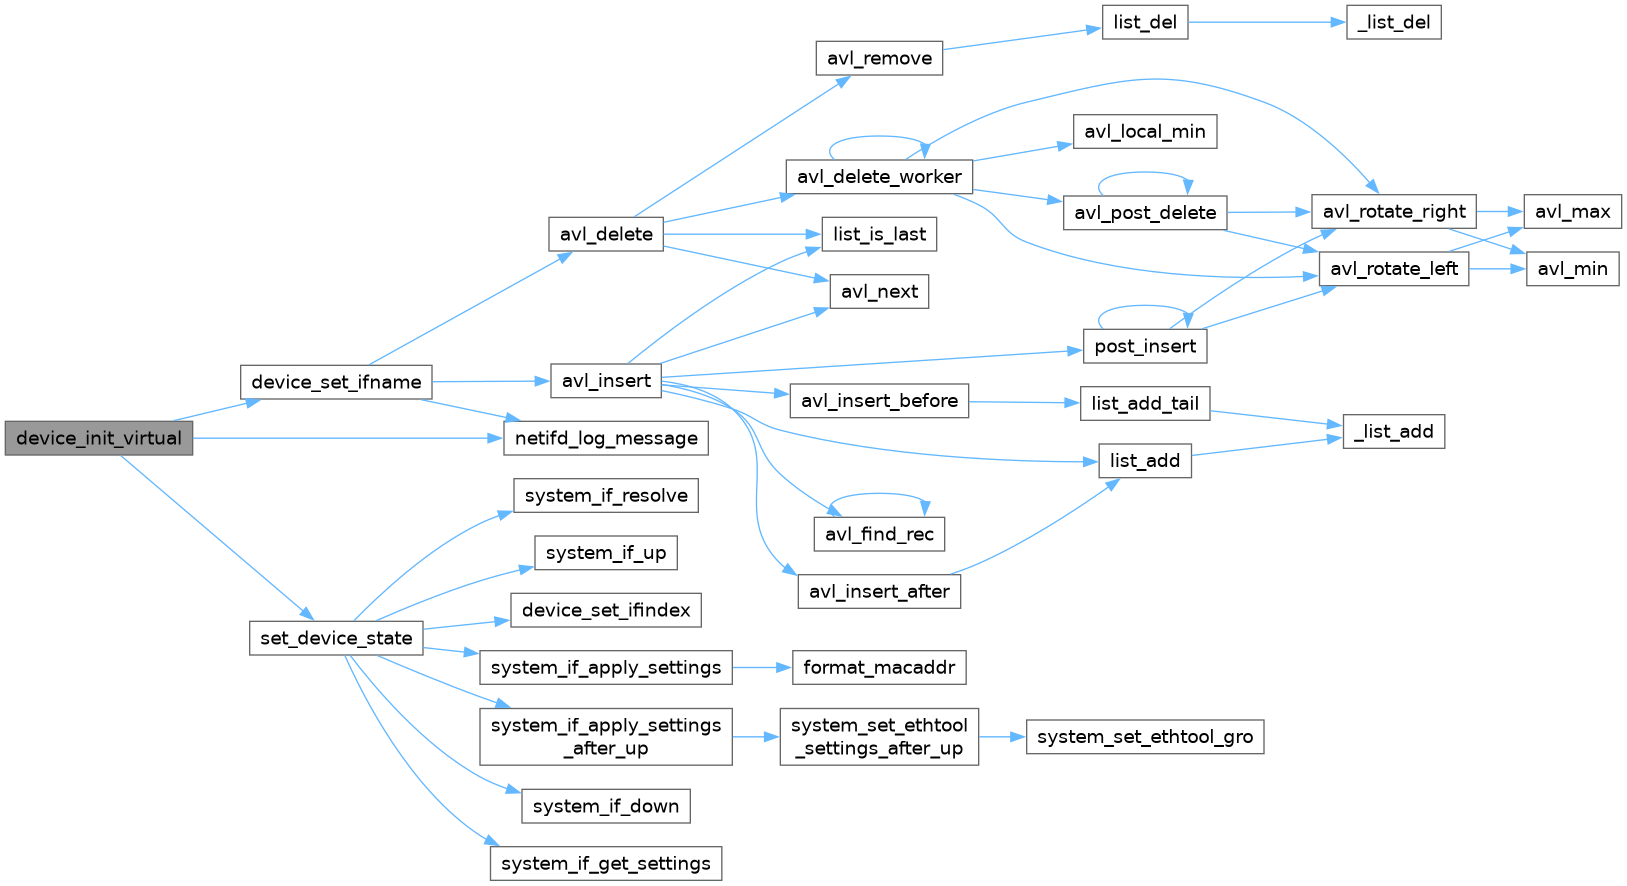 device_init_virtual
device_set_ifname
avl_delete
avl_remove
list_del
_list_del
avl_delete_worker
avl_local_min
avl_post_delete
avl_rotate_right
avl_max
avl_rotate_left
avl_min
list_is_last
avl_next
avl_insert
post_insert
avl_insert_before
list_add_tail
_list_add
list_add
avl_find_rec
avl_insert_after
netifd_log_message
set_device_state
system_if_resolve
system_if_up
device_set_ifindex
system_if_apply_settings
format_macaddr
system_if_apply_settings
_after_up
system_set_ethtool
_settings_after_up
system_set_ethtool_gro
system_if_down
system_if_get_settings